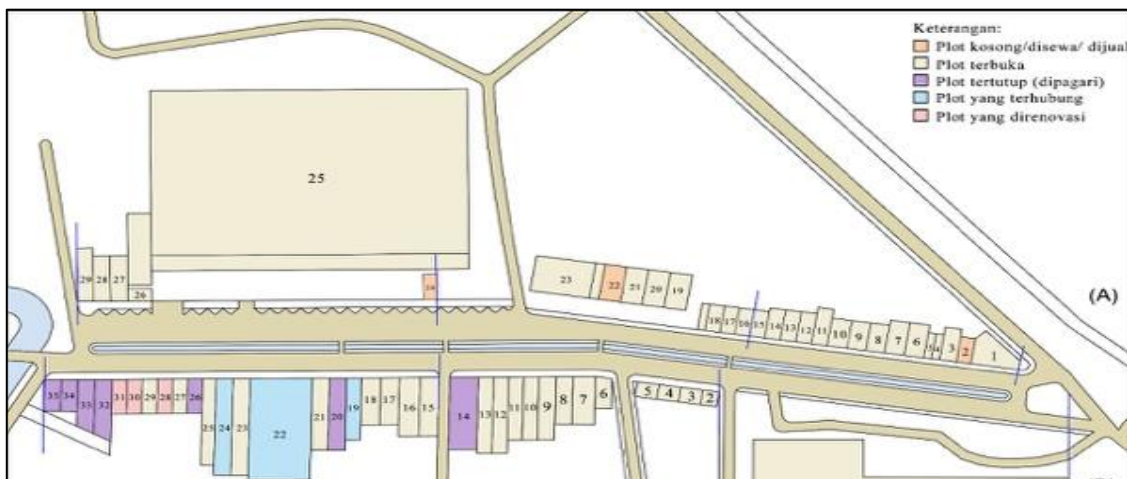 Keterangan:
Plot kosong/disewa/ dijual
Plot terbuka
Plot tertutup (dipagari)
Plot yang terhubung
Plot yang direnovasi
25
29 28 27
26
23 22 21 20 19
18 17 16 15 14 13 12 11 10 9 8 7 6 4 3 2 1
(A)
35 34 33 32 31 30 29 28 27 26 25 24 23 22 21 20 19 18 17 16 15 14 13 12 11 10 9 8 7 6 5 4 3 2